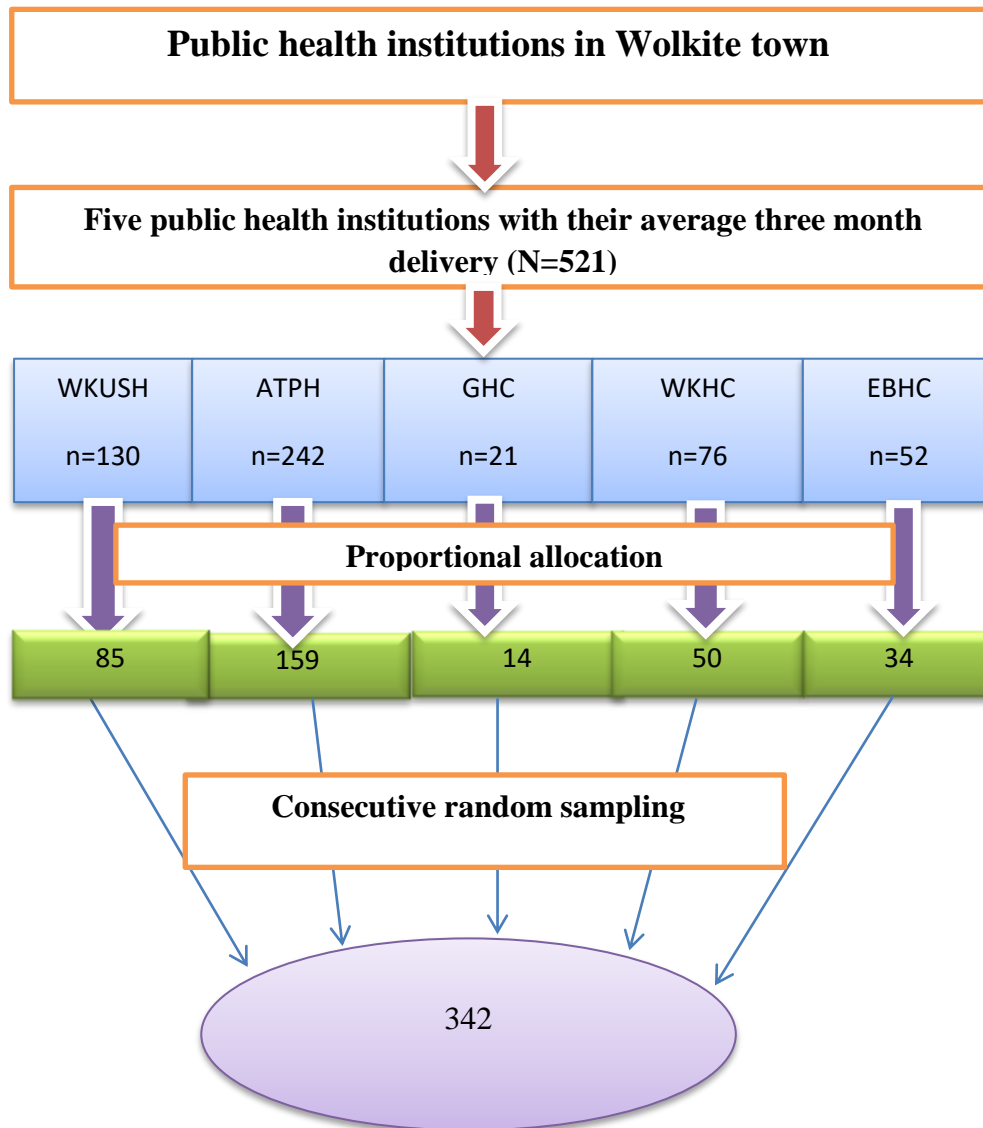 Public health institutions in Wolkite town
Five public health institutions with their average three month
delivery (N=521)
WKUSH
n=130
ATPH
n=242
GHC
n=21
WKHC
n=76
EBHC
n=52
Proportional allocation
85
159
14
50
34
Consecutive random sampling
342